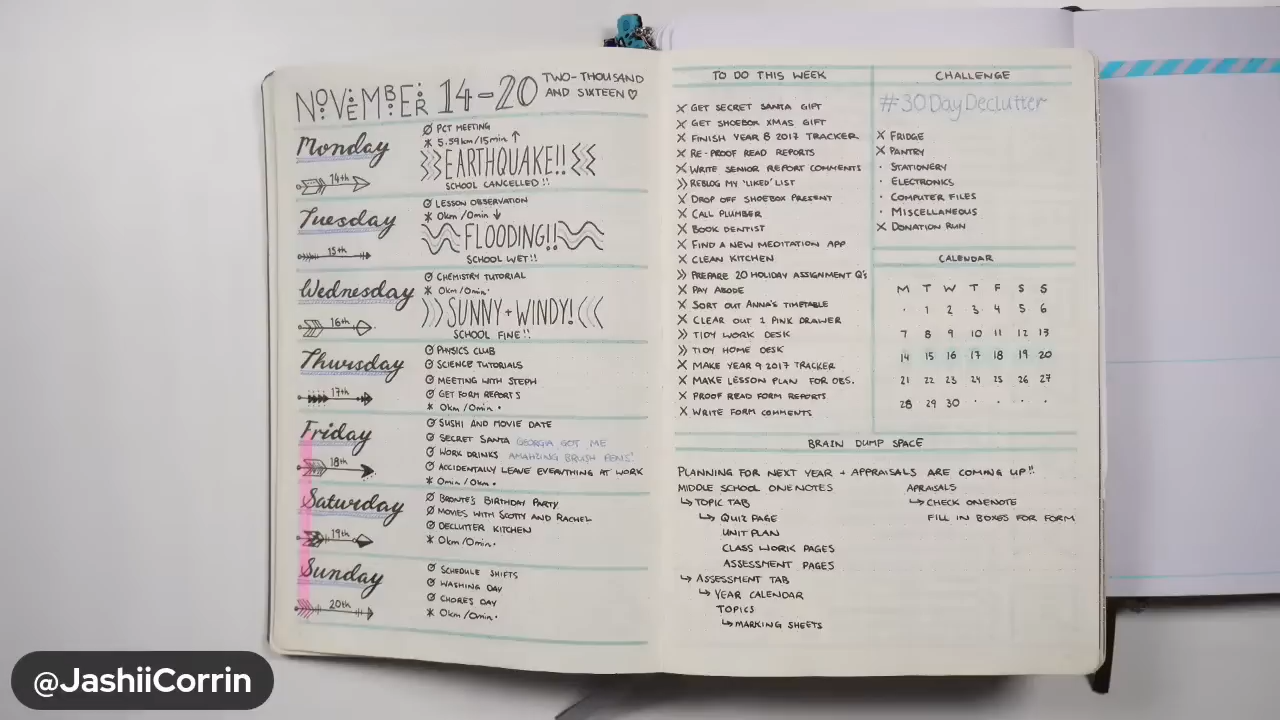 NOVEMBER 14-20 TWO-THOUSAND AND SIXTEEN♡
Monday
14th
PCT MEETING
* 5.59km/15min ↑
EARTHQUAKE!!
SCHOOL CANCELLED!!
Tuesday
15th
LESSON OBSERVATION
* 0km/0min ↓
FLOODING!!
SCHOOL WET!!
Wednesday
16th
CHEMISTRY TUTORIAL
* 0km/0min·
SUNNY + WINDY!
SCHOOL FINE!!
Thursday
17th
PHYSICS CLUB
SCIENCE TUTORIALS
MEETING WITH STEPH
GET FORM REPORTS
* 0km/0min·
Friday
18th
SUSHI AND MOVIE DATE
SECRET SANTA GEORGIA GOT ME
WORK DRINKS AMAHZING BRUSH PENS!
ACCIDENTALLY LEAVE EVERYTHING AT WORK
* 0min/0km·
Saturday
19th
BRONTE'S BIRTHDAY PARTY
MOVIES WITH SCOTTY AND RACHEL
DECLUTTER KITCHEN
* 0km/0min·
Sunday
20th
SCHEDULE SHIFTS
WASHING DAY
CHORES DAY
* 0km/0min·
TO DO THIS WEEK
X GET SECRET SANTA GIFT
X GET SHOEBOX XMAS GIFT
X FINISH YEAR 8 2017 TRACKER
X RE-PROOF READ REPORTS
X WRITE SENIOR REPORT COMMENTS
» REBLOG MY 'LIKED' LIST
X DROP OFF SHOEBOX PRESENT
X CALL PLUMBER
X BOOK DENTIST
X FIND A NEW MEDITATION APP
X CLEAN KITCHEN
» PREPARE 20 HOLIDAY ASSIGNMENT Q's
X PAY ABODE
X SORT OUT ANNA'S TIMETABLE
X CLEAR OUT 1 PINK DRAWER
» TIDY WORK DESK
» TIDY HOME DESK
X MAKE YEAR 9 2017 TRACKER
X MAKE LESSON PLAN FOR OBS.
X PROOF READ FORM REPORTS
X WRITE FORM COMMENTS
CHALLENGE
#30DayDeclutter
X FRIDGE
X PANTRY
· STATIONERY
· ELECTRONICS
· COMPUTER FILES
· MISCELLANEOUS
X DONATION RUN
CALENDAR
M T W T F S S
· 1 2 3 4 5 6
7 8 9 10 11 12 13
14 15 16 17 18 19 20
21 22 23 24 25 26 27
28 29 30 · · · ·
BRAIN DUMP SPACE
PLANNING FOR NEXT YEAR + APPRAISALS ARE COMING UP!!
MIDDLE SCHOOL ONENOTES
↳ TOPIC TAB
↳ QUIZ PAGE
UNIT PLAN
CLASS WORK PAGES
ASSESSMENT PAGES
↳ ASSESSMENT TAB
↳ YEAR CALENDAR
TOPICS
↳ MARKING SHEETS
APRAISALS
↳ CHECK ONENOTE
FILL IN BOXES FOR FORM
@JashiiCorrin